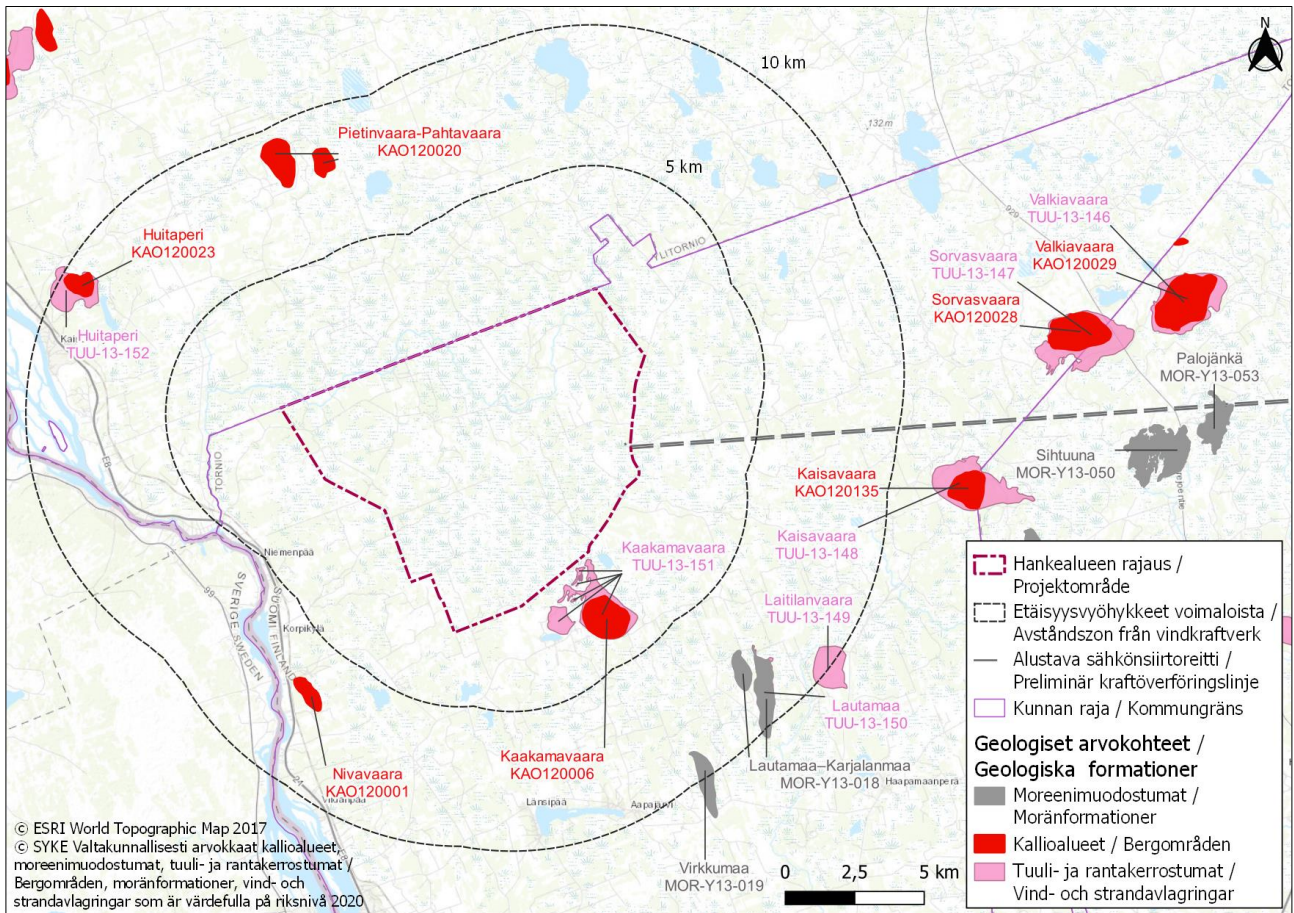 N
10 km
132 m
Pietinvaara-Pahtavaara
KAO120020
5 km
929
Valkiavaara
TUU-13-146
Huitaperi
KAO120023
YLITORNIO
Valkiavaara
KAO120029
Sorvasvaara
TUU-13-147
Sorvasvaara
KAO120028
Huitaperi
TUU-13-152
Palojänkä
MOR-Y13-053
E8
TORNIO
Sihtuuna
MOR-Y13-050
Kaisavaara
KAO120135
Kaisavaara
TUU-13-148
Niemenpää
Kaakamavaara
TUU-13-151
99
SVERIGE SWEDEN
SUOMI FINLAND
Korpikylä
Laitilanvaara
TUU-13-149
Lautamaa
TUU-13-150
Nivavaara
KAO120001
Kaakamavaara
KAO120006
Lautamaa–Karjalanmaa
MOR-Y13-018
Haapamaanperä
Länsipää
Aapajärvi
21
E8
Virkkumaa
MOR-Y13-019
0 2,5 5 km
© ESRI World Topographic Map 2017
© SYKE Valtakunnallisesti arvokkaat kallioalueet,
moreenimuodostumat, tuuli- ja rantakerrostumat /
Bergområden, moränformationer, vind- och
strandavlagringar som är värdefulla på riksnivå 2020
Hankealueen rajaus /
Projektområde
Etäisyysvyöhykkeet voimaloista /
Avståndszon från vindkraftverk
Alustava sähkönsiirtoreitti /
Preliminär kraftöverföringslinje
Kunnan raja / Kommungräns
Geologiset arvokohteet /
Geologiska formationer
Moreenimuodostumat /
Moränformationer
Kallioalueet / Bergområden
Tuuli- ja rantakerrostumat /
Vind- och strandavlagringar